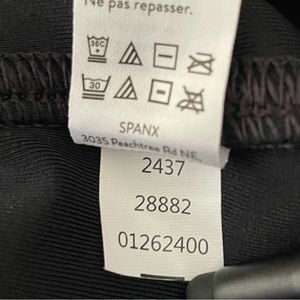 Ne pas repasser.
30C
30
SPANX
3035 Peachtree Rd NE,
2437
28882
01262400